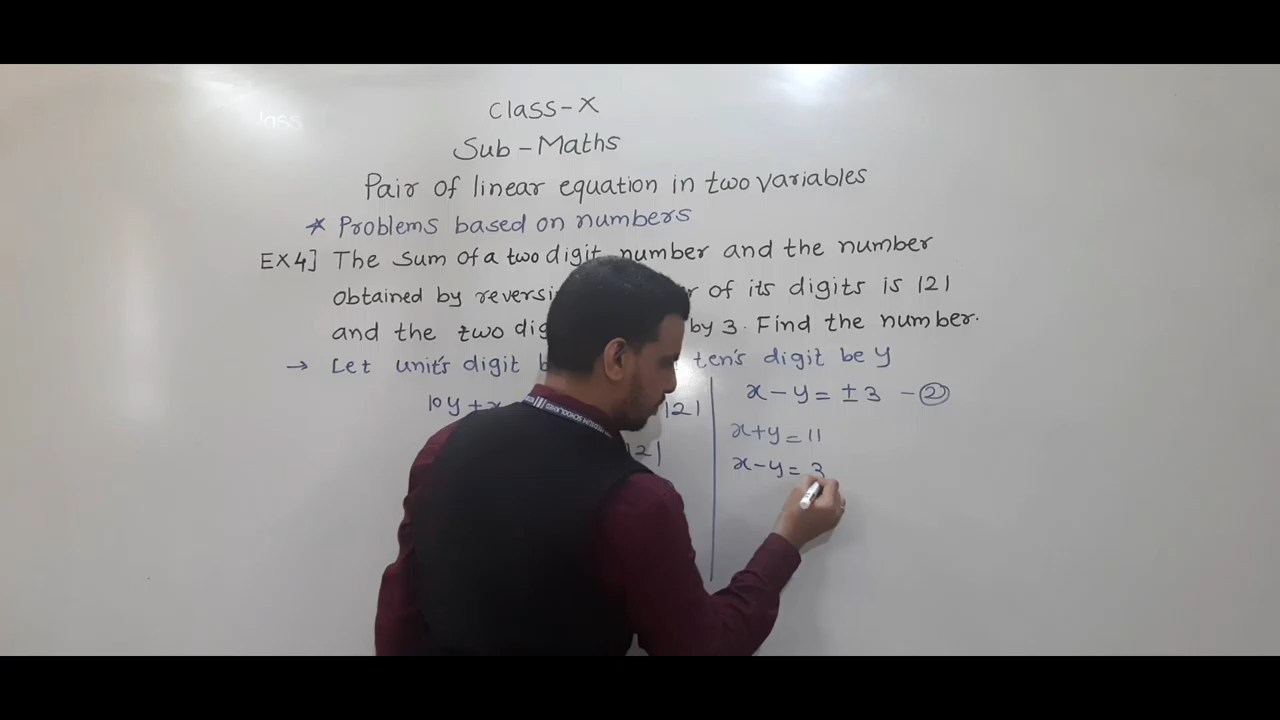 Class-X
Sub-Maths
Pair of linear equation in two variables
* Problems based on numbers
EX4] The sum of a two digit number and the number
obtained by reversi r of its digits is 121
and the two dig by 3. Find the number.
→ Let unit's digit b ten's digit be y
10y + x 121
121
x - y = ± 3 - ②
x + y = 11
x - y = 3